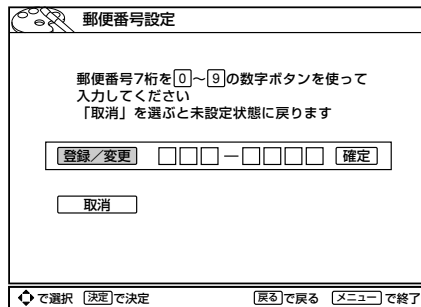 郵便番号設定
郵便番号7桁を0～9の数字ボタンを使って
入力してください
「取消」を選ぶと未設定状態に戻ります
登録／変更 □□□－□□□□ 確定
取消
で選択 決定で決定 戻るで戻る メニューで終了